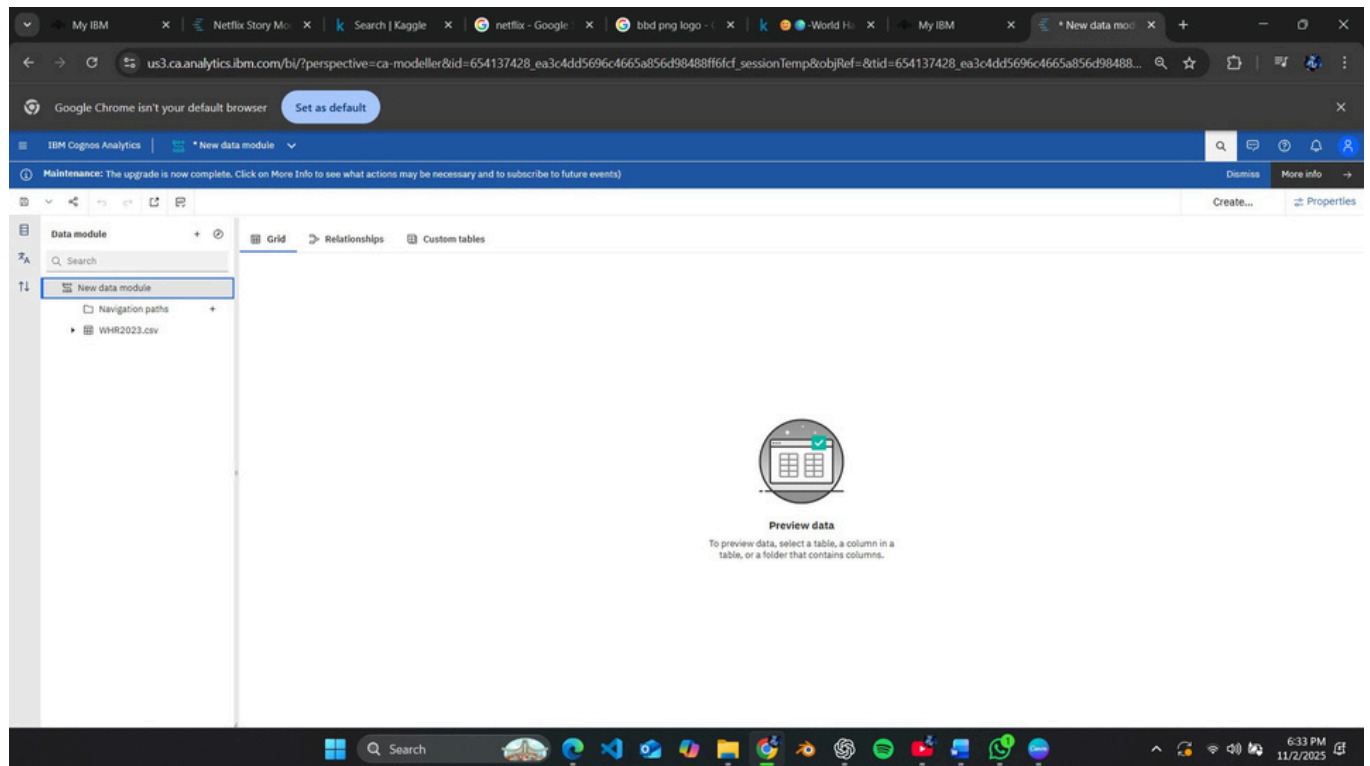 My IBM
Netflix Story Mo
Search | Kaggle
netflix - Google
bbd png logo -
-World Ha
My IBM
* New data mod
us3.ca.analytics.ibm.com/bi/?perspective=ca-modeller&id=654137428_ea3c4dd5696c4665a856d98488ff6fcf_sessionTemp&objRef=&tid=654137428_ea3c4dd5696c4665a856d98488...
Google Chrome isn't your default browser Set as default
IBM Cognos Analytics * New data module
Maintenance: The upgrade is now complete. Click on More Info to see what actions may be necessary and to subscribe to future events) Dismiss More info
Create... Properties
Data module
Grid Relationships Custom tables
Search
New data module
Navigation paths
WHR2023.csv
Preview data
To preview data, select a table, a column in a
table, or a folder that contains columns.
Search
6:33 PM
11/2/2025